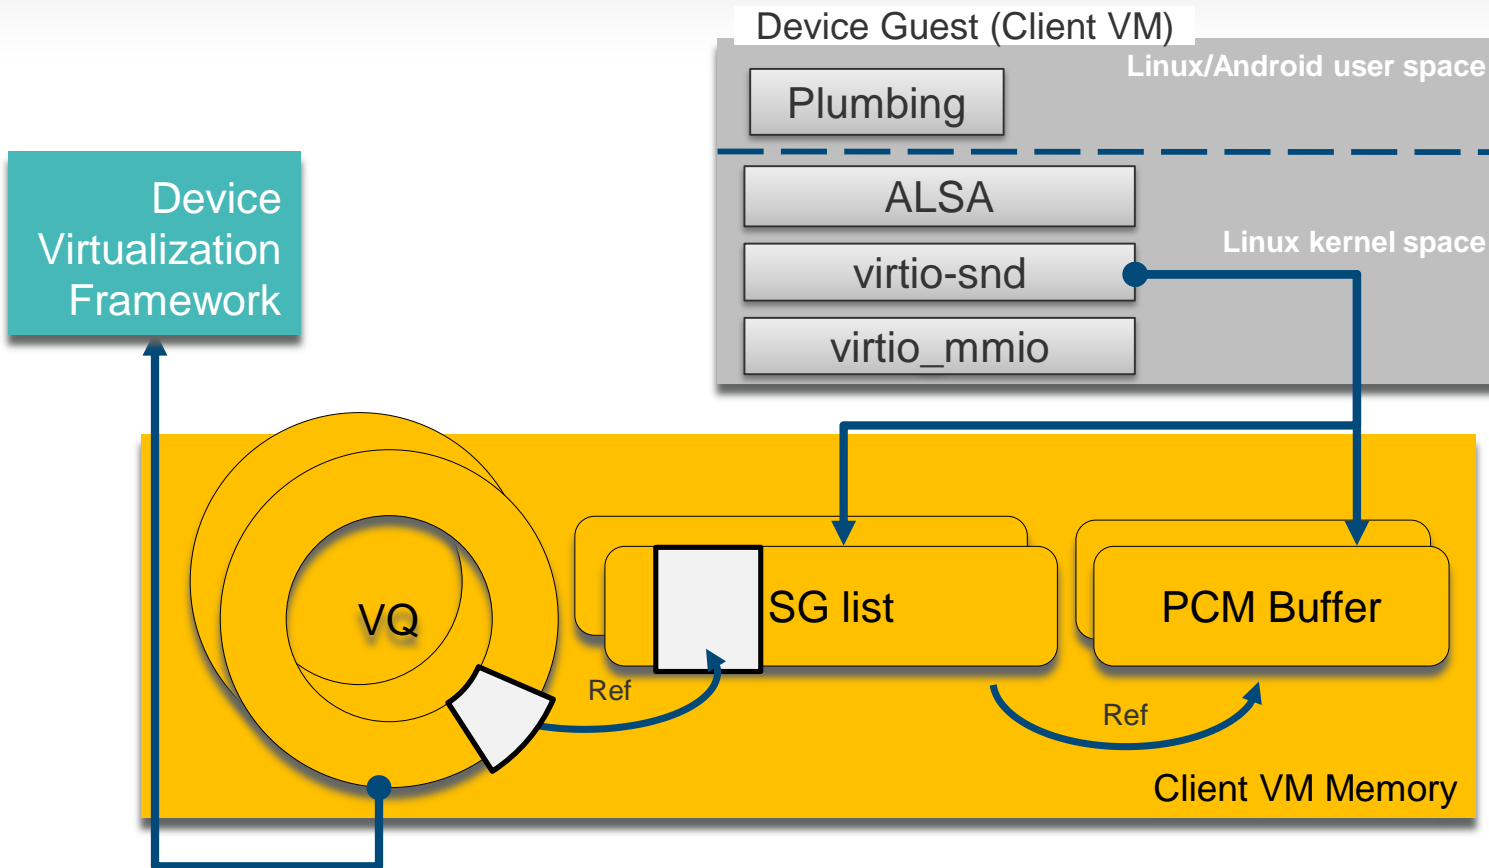 Device Guest (Client VM)
Linux/Android user space
Plumbing
ALSA
Linux kernel space
virtio-snd
virtio_mmio
Device
Virtualization
Framework
VQ
SG list
PCM Buffer
Ref
Ref
Client VM Memory